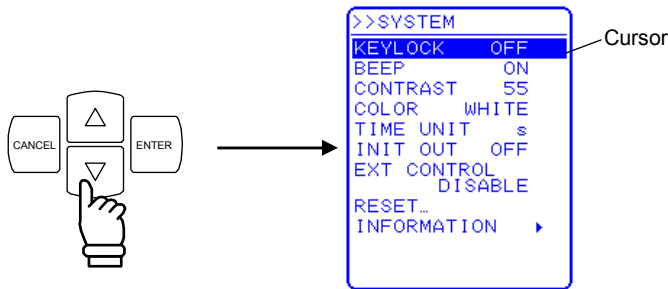 CANCEL
ENTER
>>SYSTEM
KEYLOCK OFF
BEEP ON
CONTRAST 55
COLOR WHITE
TIME UNIT s
INIT OUT OFF
EXT CONTROL
DISABLE
RESET…
INFORMATION
Cursor